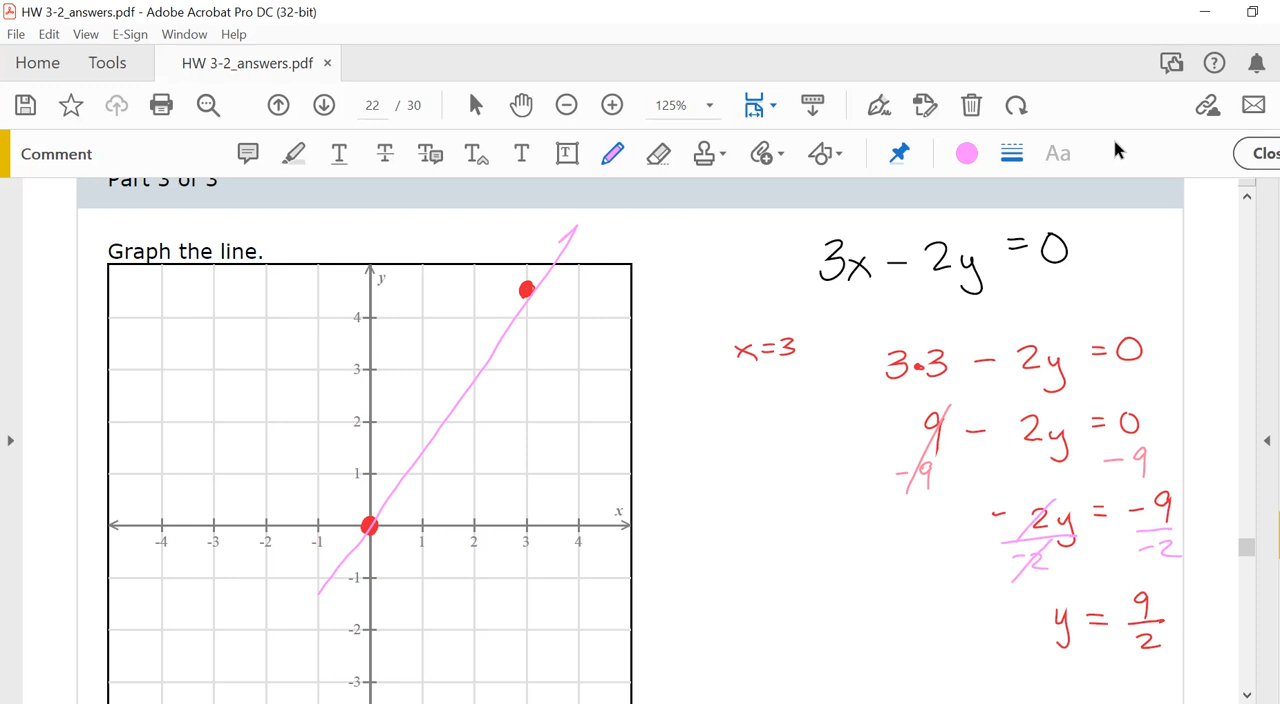 HW 3-2_answers.pdf - Adobe Acrobat Pro DC (32-bit)
File Edit View E-Sign Window Help
Home Tools HW 3-2_answers.pdf ×
22 / 30 125%
Comment T T T T T T Aa Clos
Part 3 of 3
Graph the line.
3x - 2y = 0
y
4
3
2
1
x
-4 -3 -2 -1 1 2 3 4
-1
-2
-3
x = 3
3•3 - 2y = 0
9 - 2y = 0
-9 -9
- 2y = -9
-2 -2
y = 9
2